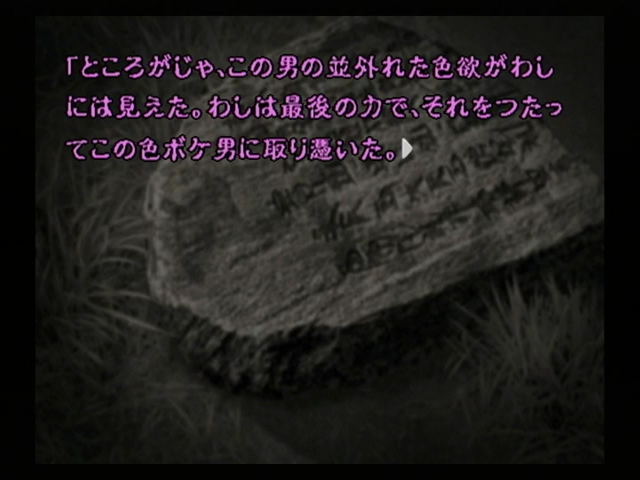 「ところがじゃ、この男の並外れた色欲がわし
には見えた。わしは最後の力で、それをつたっ
てこの色ボケ男に取り憑いた。